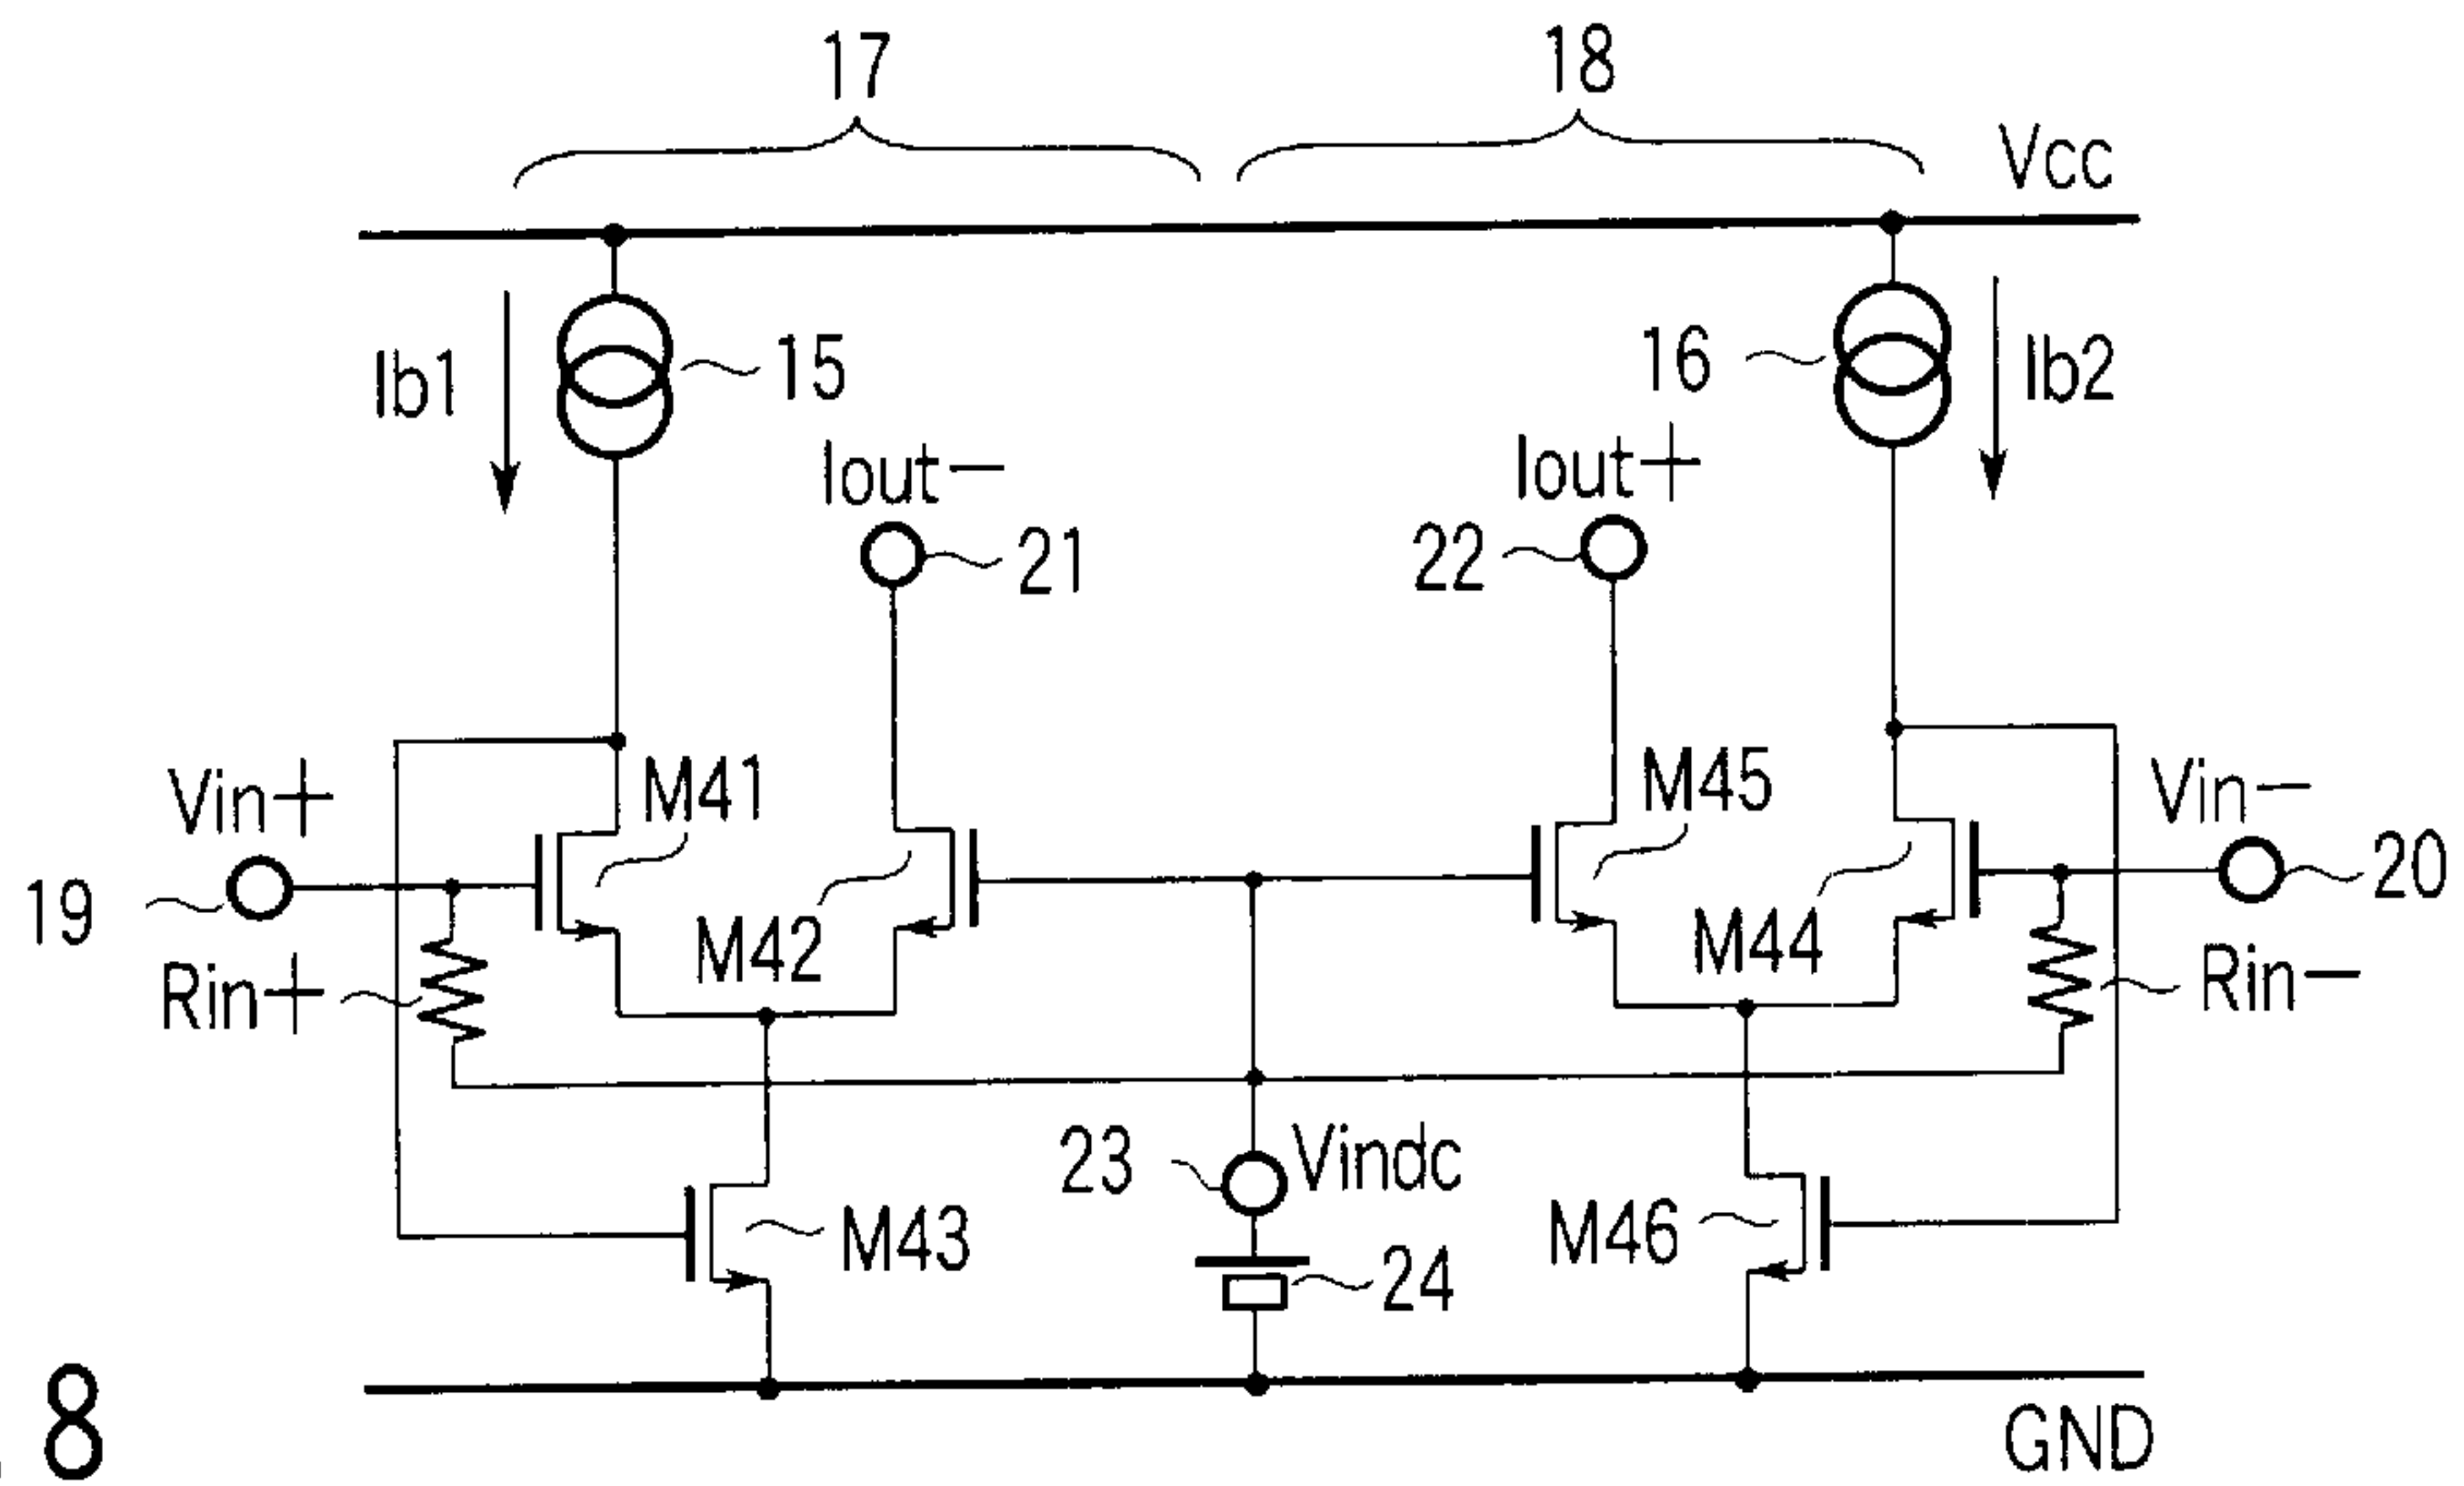 17
18
Vcc
Ib1
15
16
Ib2
Iout−
21
Iout+
22
Vin+
M41
M45
Vin−
19
M42
M44
20
Rin+
Rin−
23
Vindc
M43
M46
24
8
GND